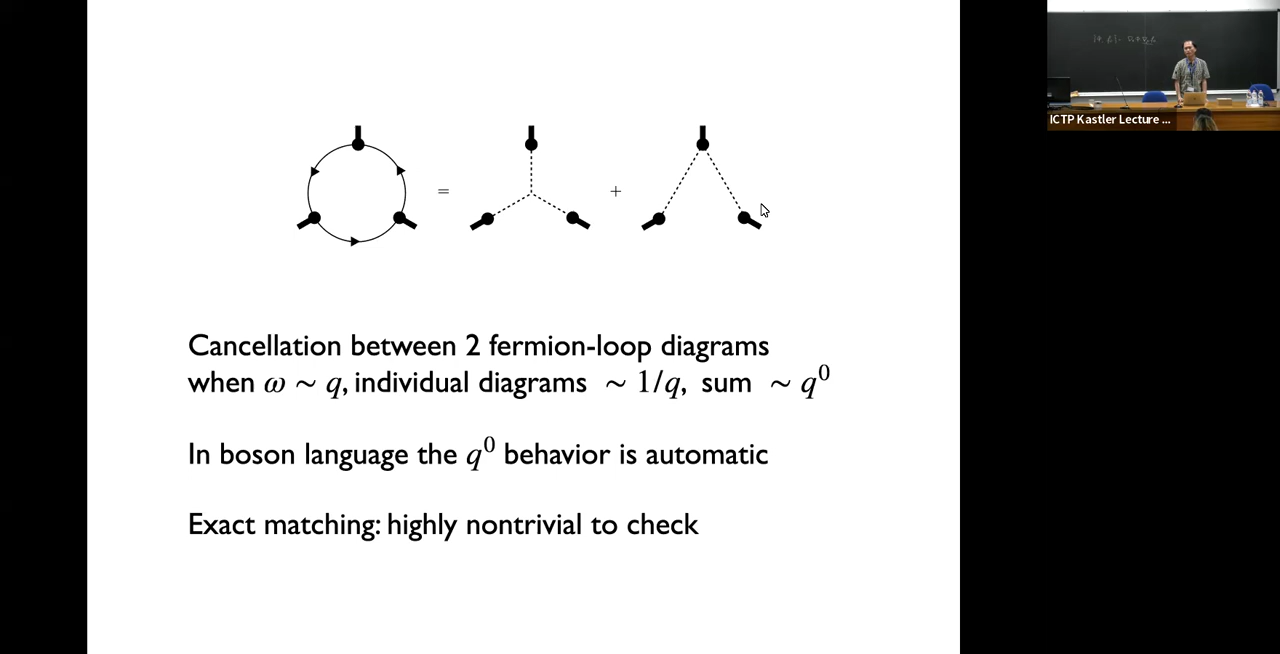 ICTP Kastler Lecture ...
=
+
Cancellation between 2 fermion-loop diagrams
when ω ~ q, individual diagrams ~ 1/q, sum ~ q⁰
In boson language the q⁰ behavior is automatic
Exact matching: highly nontrivial to check